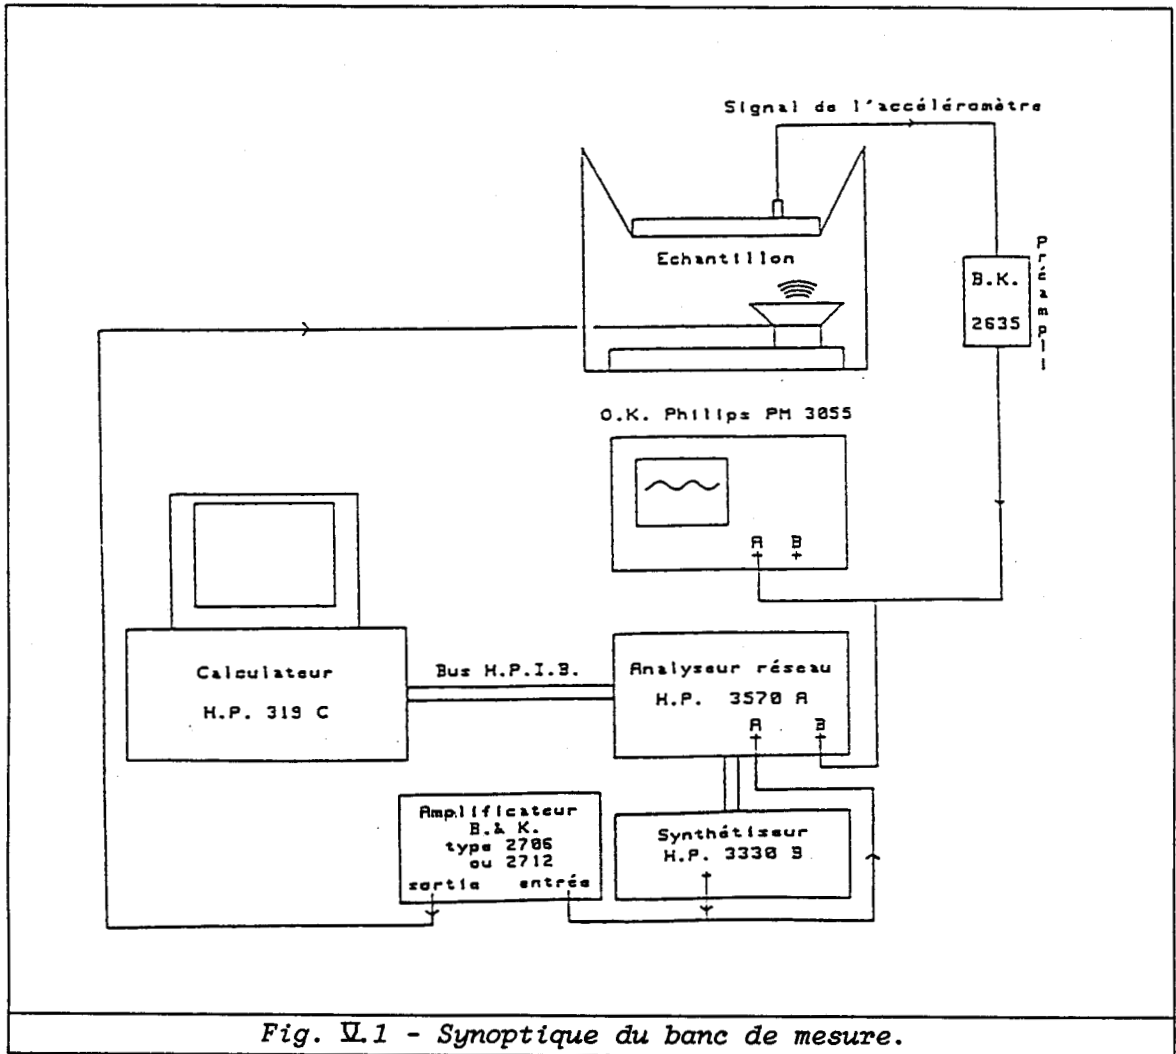 Signal de l'accéléromètre
Echantillon
Préampli
B.K.
2635
O.K. Philips PM 3055
A B
Calculateur
H.P. 319 C
Bus H.P.I.B.
Analyseur réseau
H.P. 3570 A
A B
Amplificateur
B.& K.
type 2706
ou 2712
sortie entrée
Synthétiseur
H.P. 3330 B
Fig. V.1 - Synoptique du banc de mesure.